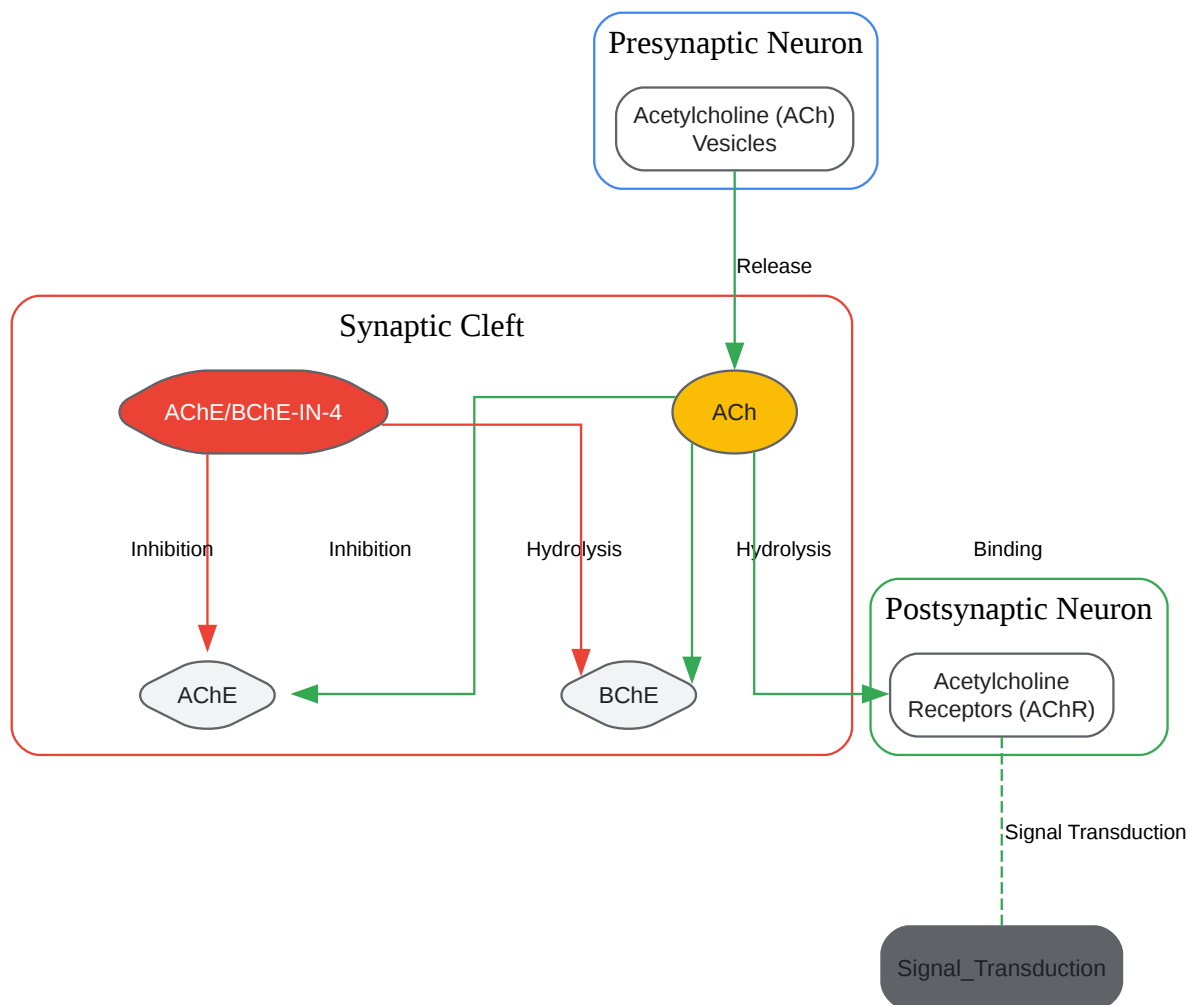 Presynaptic Neuron
Acetylcholine (ACh)
Vesicles
Release
Synaptic Cleft
AChE/BChE-IN-4
ACh
Inhibition
Inhibition
Hydrolysis
Hydrolysis
Binding
Postsynaptic Neuron
AChE
BChE
Acetylcholine
Receptors (AChR)
Signal Transduction
Signal_Transduction